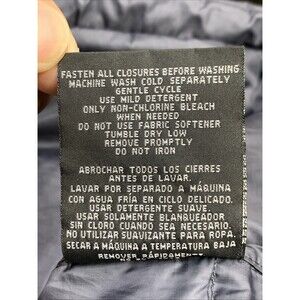 FASTEN ALL CLOSURES BEFORE WASHING
MACHINE WASH COLD SEPARATELY
GENTLE CYCLE
USE MILD DETERGENT
ONLY NON-CHLORINE BLEACH
WHEN NEEDED
DO NOT USE FABRIC SOFTENER
TUMBLE DRY LOW
REMOVE PROMPTLY
DO NOT IRON
ABROCHAR TODOS LOS CIERRES
ANTES DE LAVAR.
LAVAR POR SEPARADO A MÁQUINA
CON AGUA FRÍA EN CICLO DELICADO.
USAR DETERGENTE SUAVE.
USAR SOLAMENTE BLANQUEADOR
SIN CLORO CUANDO SEA NECESARIO.
NO UTILIZAR SUAVIZANTE PARA ROPA.
SECAR A MÁQUINA A TEMPERATURA BAJA
REMOVER RÁPIDAMENTE.